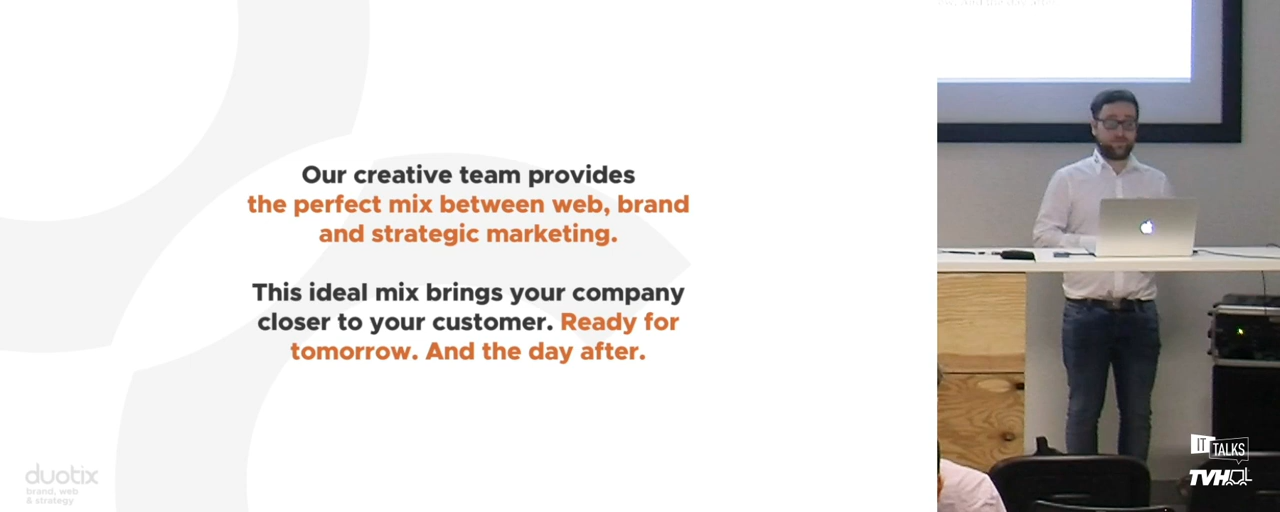 Our creative team provides
the perfect mix between web, brand
and strategic marketing.
This ideal mix brings your company
closer to your customer. Ready for
tomorrow. And the day after.
duotix
brand, web
& strategy
IT TALKS
TVH